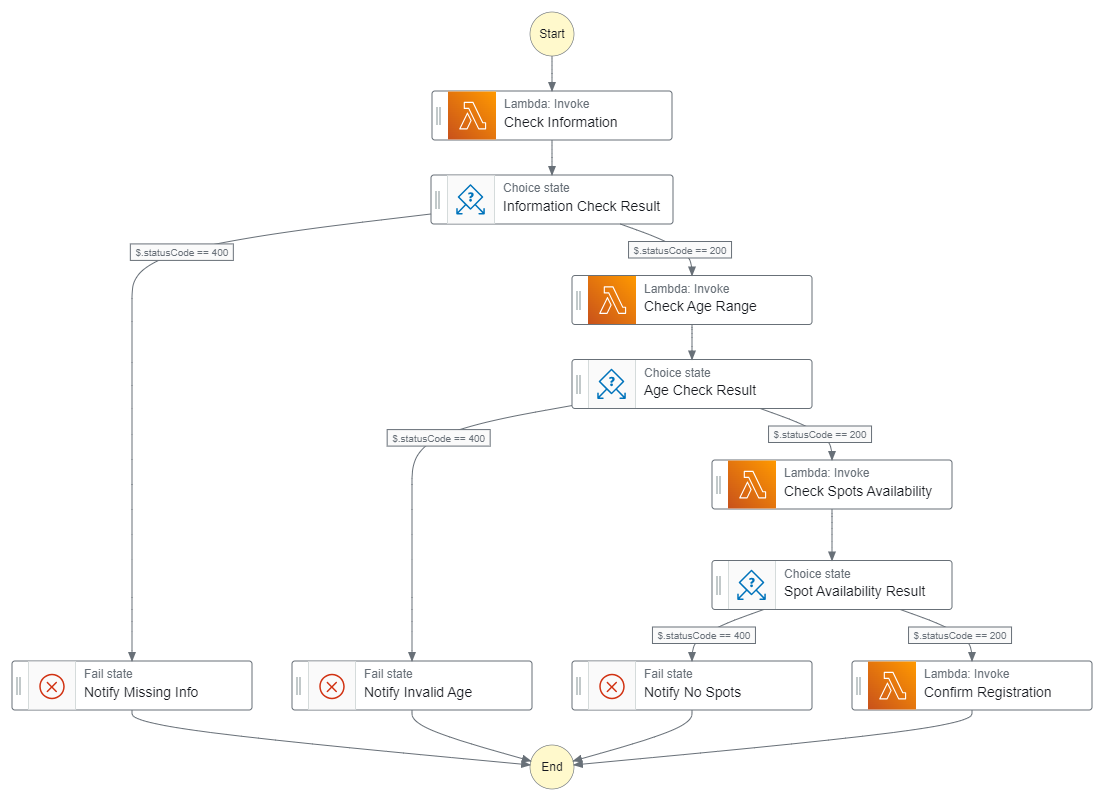 Start
Lambda: Invoke
Check Information
Choice state
Information Check Result
$.statusCode == 400
$.statusCode == 200
Lambda: Invoke
Check Age Range
Choice state
Age Check Result
$.statusCode == 400
$.statusCode == 200
Lambda: Invoke
Check Spots Availability
Choice state
Spot Availability Result
$.statusCode == 400
$.statusCode == 200
Fail state
Notify Missing Info
Fail state
Notify Invalid Age
Fail state
Notify No Spots
Lambda: Invoke
Confirm Registration
End